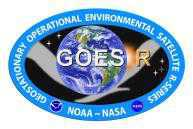 GEOSTATIONARY OPERATIONAL ENVIRONMENTAL SATELLITE R-SERIES
GOES R
NOAA ~ NASA